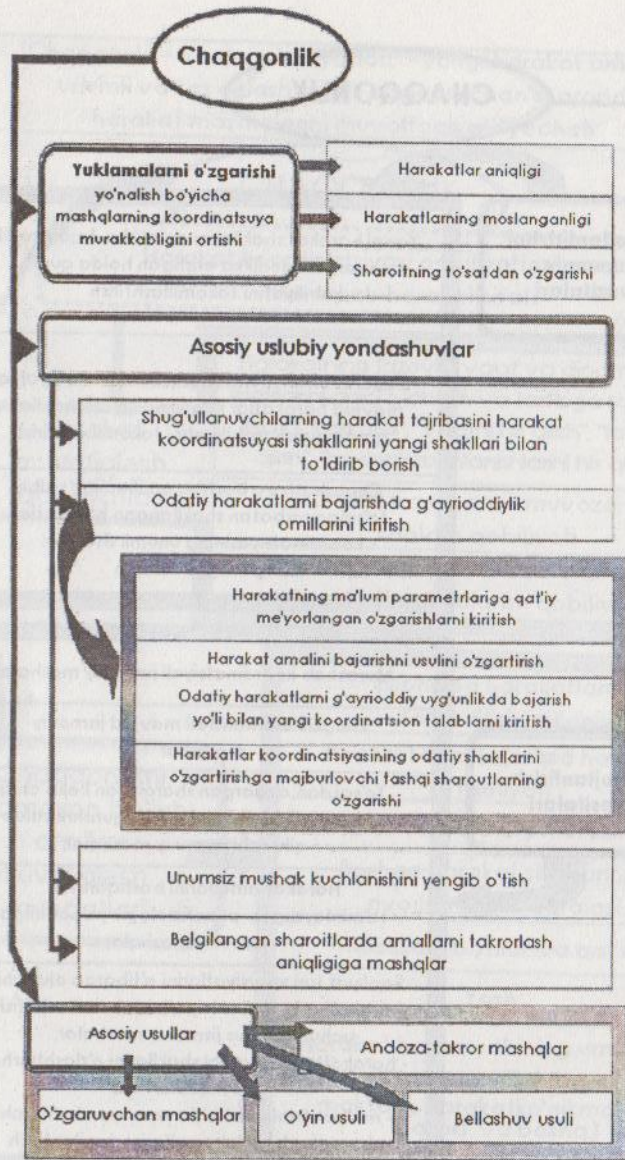 Chaqqonlik
Yuklamalarni o'zgarishi
yo'nalish bo'yicha
mashqlarning koordinatsuya
murakkabligini ortishi
Harakatlar aniqligi
Harakatlarning moslanganligi
Sharoitning to'satdan o'zgarishi
Asosiy uslubiy yondashuvlar
Shug'ullanuvchilarning harakat tajribasini harakat
koordinatsuyasi shakllarini yangi shakllari bilan
to'ldirib borish
Odatiy harakatlarni bajarishda g'ayrioddiylik
omillarini kiritish
Harakatning ma'lvm parametrlariga qat'iy
me'yorlangan o'zgarishlarni kiritish
Harakat amalini bajarishni usulini o'zgartirish
Odatiy harakatlarni g'ayrioddiy uyg'unlikda bajarish
yo'li bilan yangi koordinatsion talablarni kiritish
Harakatlar koordinatsiyasining odatiy shakllarini
o'zgartirishga majburlovchi tashqi sharoutlarning
o'zgarishi
Unumsiz mushak kuchlanishini yengib o'tish
Belgilangan sharoitlarda amallarni takrorlash
aniqligiga mashqlar
Asosiy usullar
Andoza-takror mashqlar
O'zgaruvchan mashqlar
O'yin usuli
Bellashuv usuli